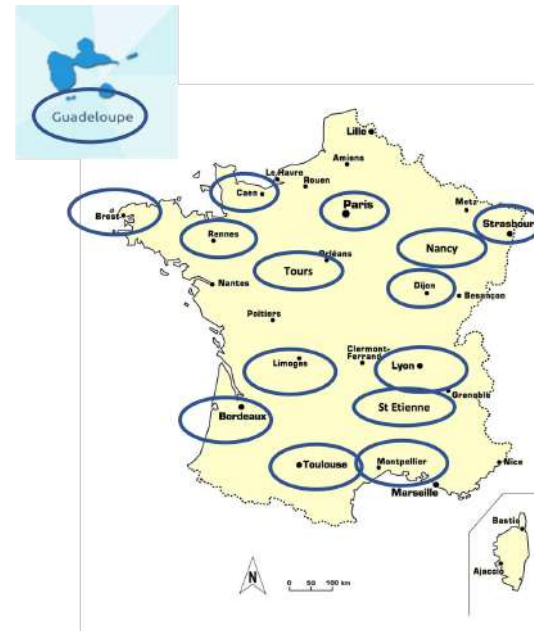 Guadeloupe
Lille
Amiens
Le Havre
Rouen
Caen
Paris
Metz
Strasbour
Brest
Rennes
Nancy
Orléans
Tours
Dijon
Nantes
Besançon
Poitiers
Limoges
Clermont-
Ferrand
Lyon
Grenoble
St Etienne
Bordeaux
Toulouse
Montpellier
Nice
Marseille
Bastia
Ajaccio
N
0 50 100 km